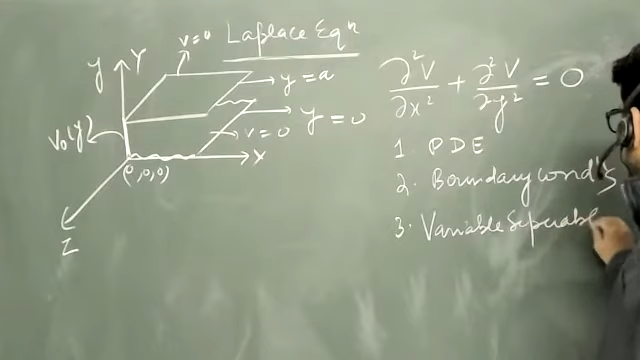 Laplace Eqⁿ
V=0
y Y
y=a
y=0
V₀(y)
V=0
X
(0,0,0)
Z
∂²V/∂x² + ∂²V/∂y² = 0
1. PDE
2. Boundary cond's
3. Variable Seperable